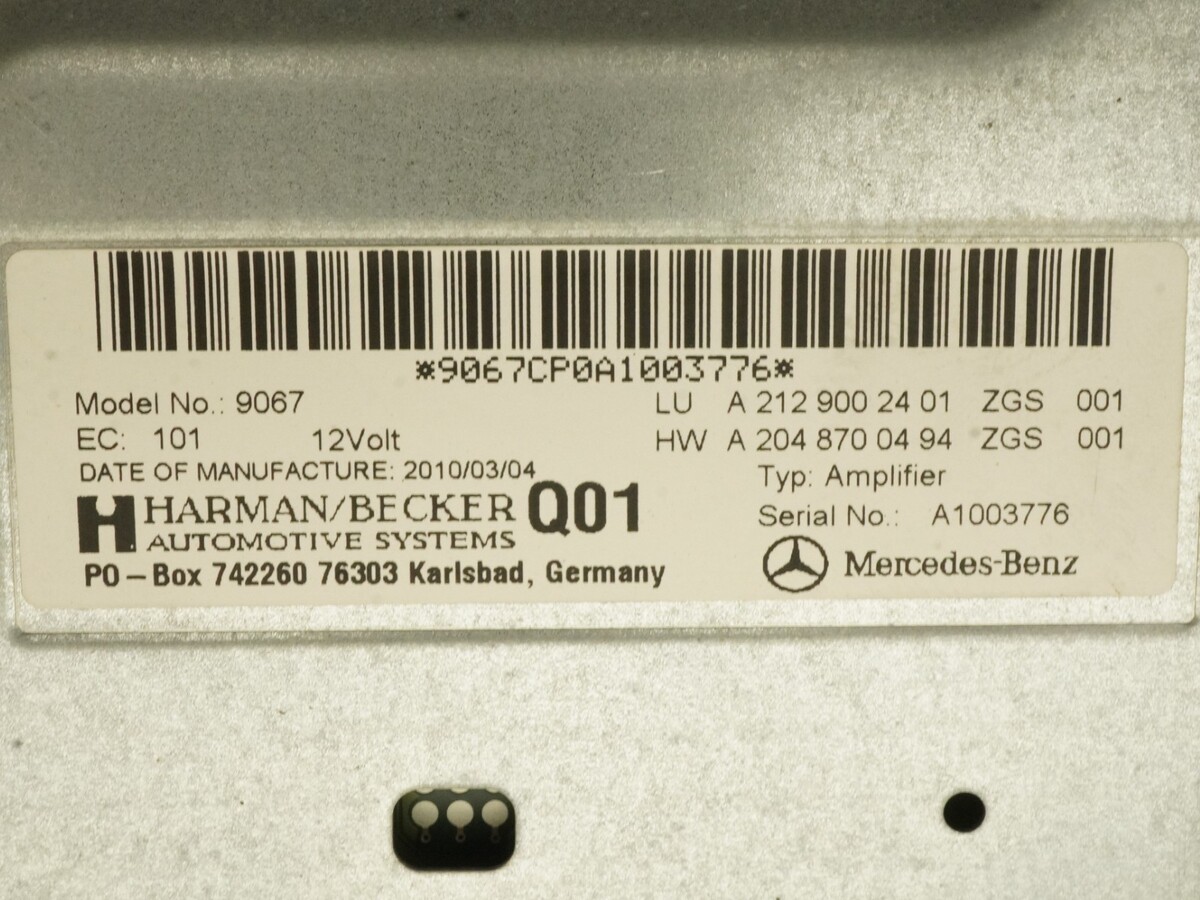 *9067CP0A1003776*
Model No.: 9067
LU A 212 900 24 01 ZGS 001
EC: 101 12Volt
HW A 204 870 04 94 ZGS 001
DATE OF MANUFACTURE: 2010/03/04
Typ: Amplifier
HARMAN/BECKER Q01
AUTOMOTIVE SYSTEMS
Serial No.: A1003776
PO-Box 742260 76303 Karlsbad, Germany
Mercedes-Benz